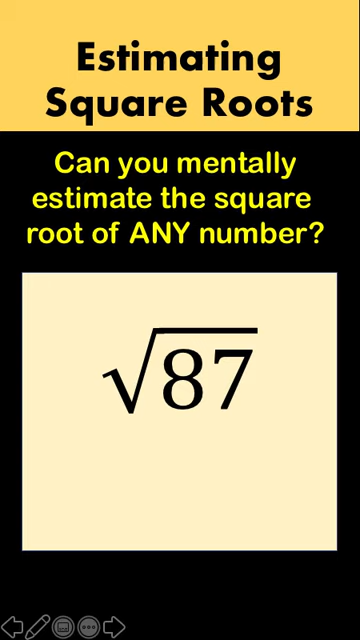 Estimating
Square Roots
Can you mentally
estimate the square
root of ANY number?
√87